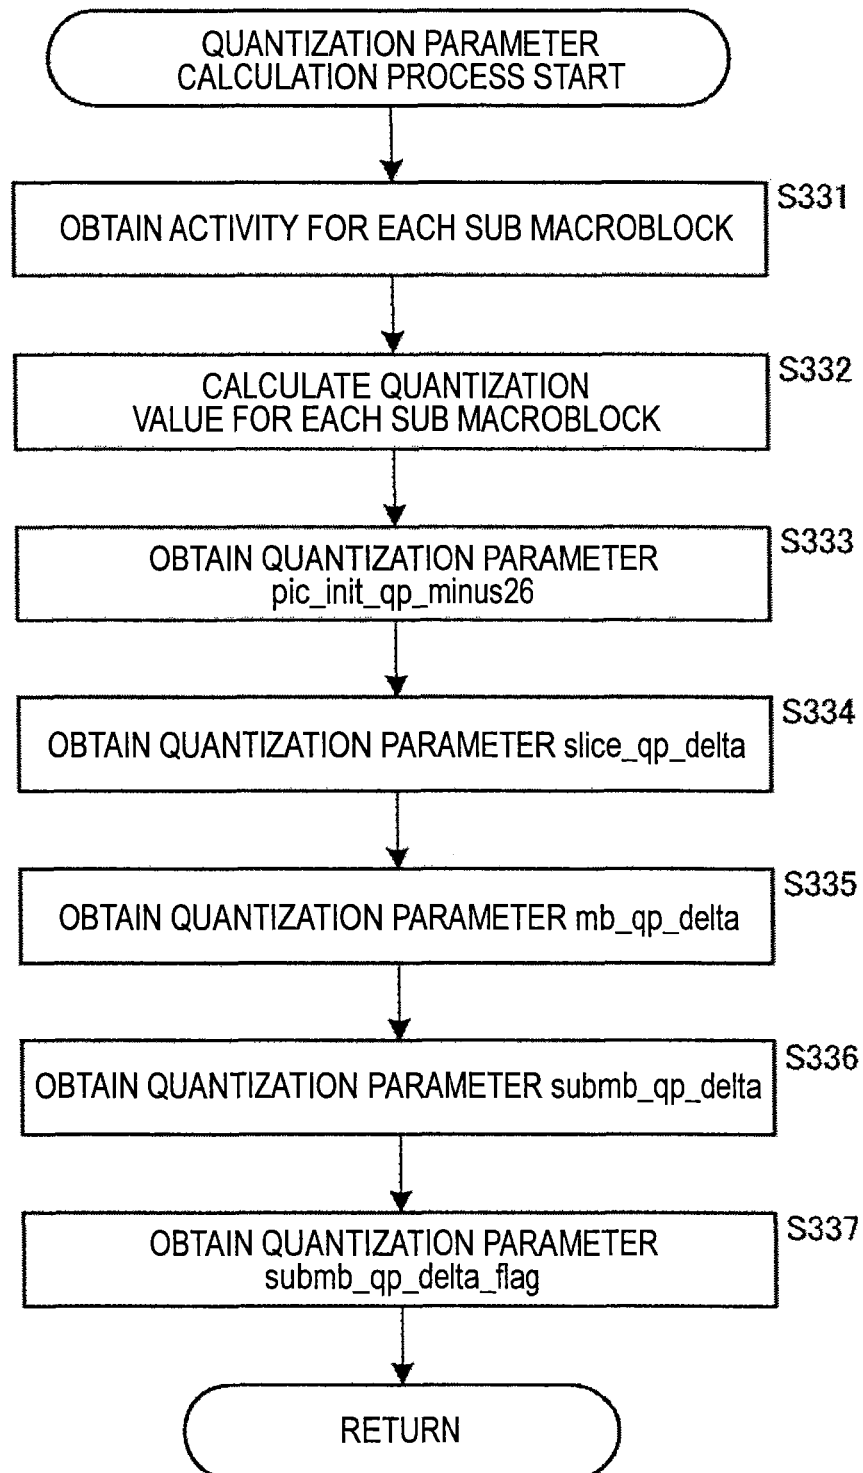 QUANTIZATION PARAMETER
CALCULATION PROCESS START
S331
OBTAIN ACTIVITY FOR EACH SUB MACROBLOCK
S332
CALCULATE QUANTIZATION
VALUE FOR EACH SUB MACROBLOCK
S333
OBTAIN QUANTIZATION PARAMETER
pic_init_qp_minus26
S334
OBTAIN QUANTIZATION PARAMETER slice_qp_delta
S335
OBTAIN QUANTIZATION PARAMETER mb_qp_delta
S336
OBTAIN QUANTIZATION PARAMETER submb_qp_delta
S337
OBTAIN QUANTIZATION PARAMETER
submb_qp_delta_flag
RETURN